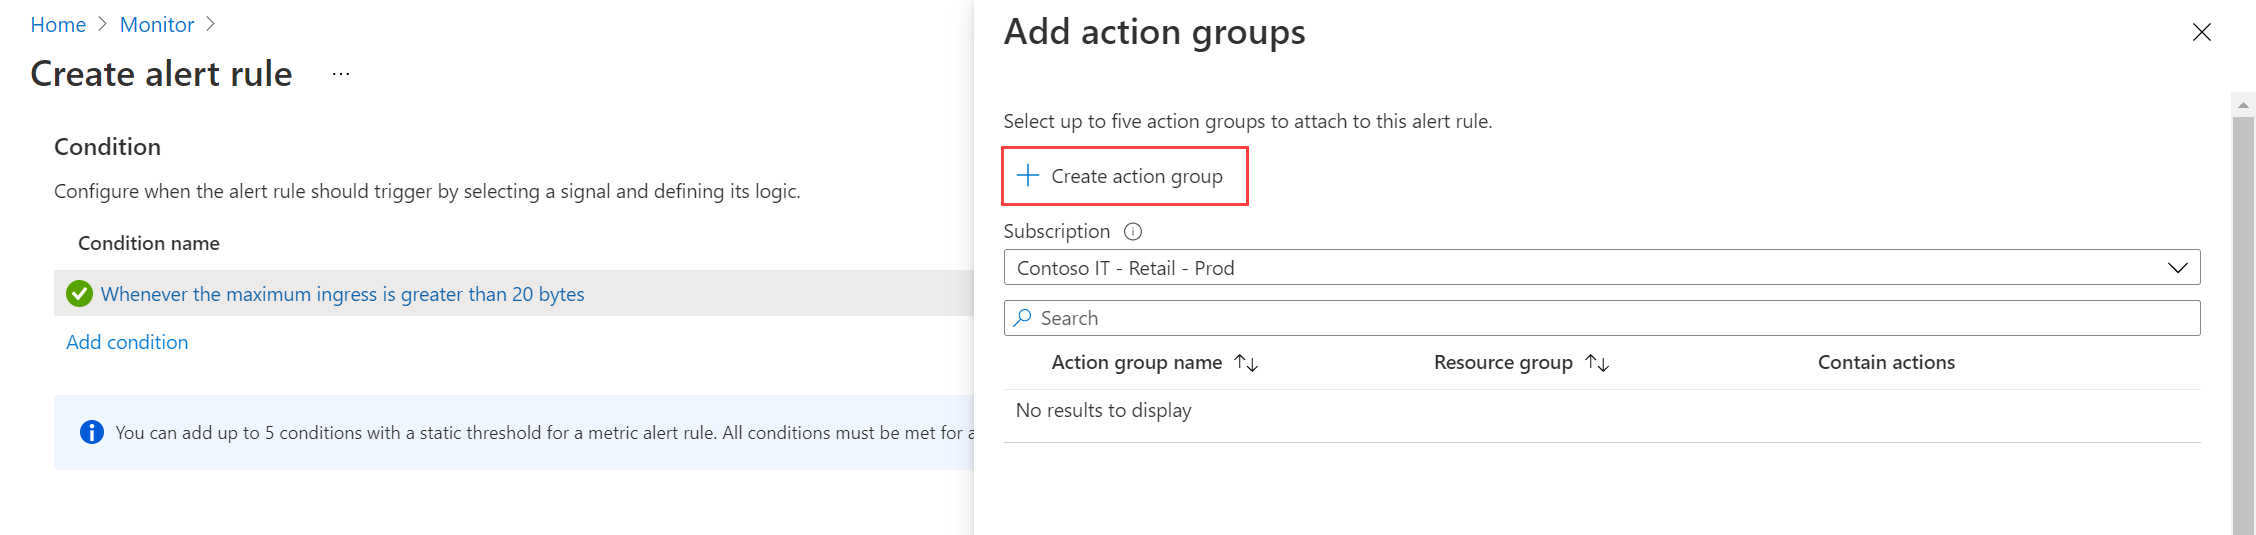 Home > Monitor >
Create alert rule ...
Condition
Configure when the alert rule should trigger by selecting a signal and defining its logic.
Condition name
Whenever the maximum ingress is greater than 20 bytes
Add condition
You can add up to 5 conditions with a static threshold for a metric alert rule. All conditions must be met for a
Add action groups
Select up to five action groups to attach to this alert rule.
Create action group
Subscription
Contoso IT - Retail - Prod
Search
Action group name ↑↓ Resource group ↑↓ Contain actions
No results to display